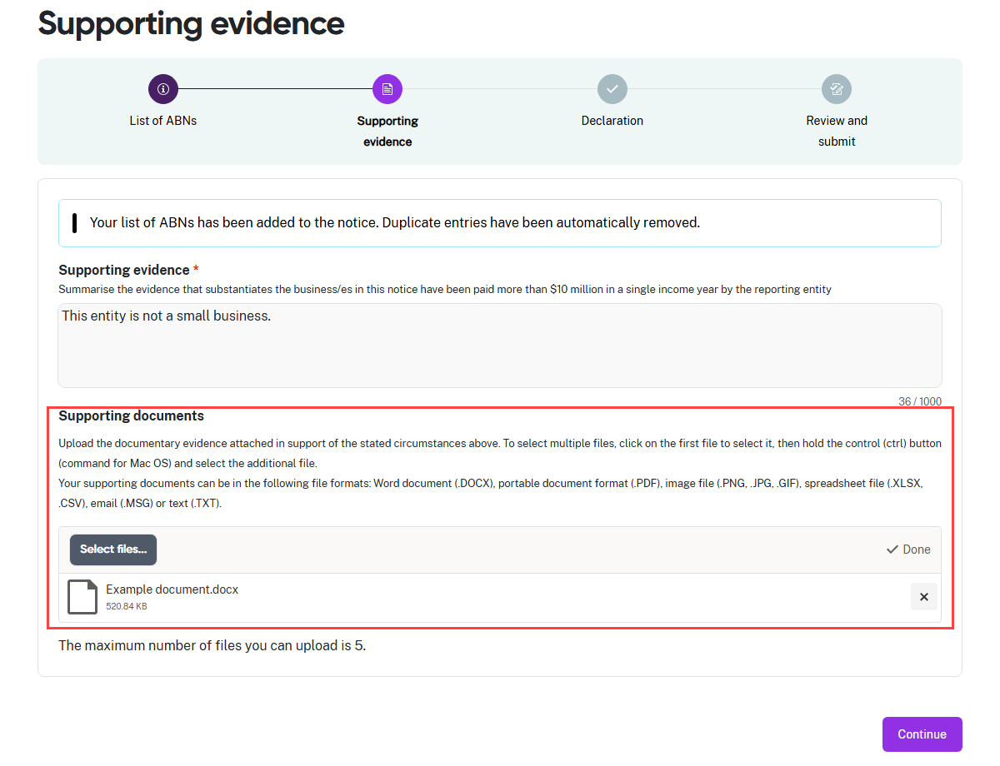 Supporting evidence
List of ABNs
Supporting
evidence
Declaration
Review and
submit
Your list of ABNs has been added to the notice. Duplicate entries have been automatically removed.
Supporting evidence *
Summarise the evidence that substantiates the business/es in this notice have been paid more than $10 million in a single income year by the reporting entity
This entity is not a small business.
36 / 1000
Supporting documents
Upload the documentary evidence attached in support of the stated circumstances above. To select multiple files, click on the first file to select it, then hold the control (ctrl) button
(command for Mac OS) and select the additional file.
Your supporting documents can be in the following file formats: Word document (.DOCX), portable document format (.PDF), image file (.PNG, .JPG, .GIF), spreadsheet file (.XLSX,
.CSV), email (.MSG) or text (.TXT).
Select files...
Done
Example document.docx
520.84 KB
The maximum number of files you can upload is 5.
Continue